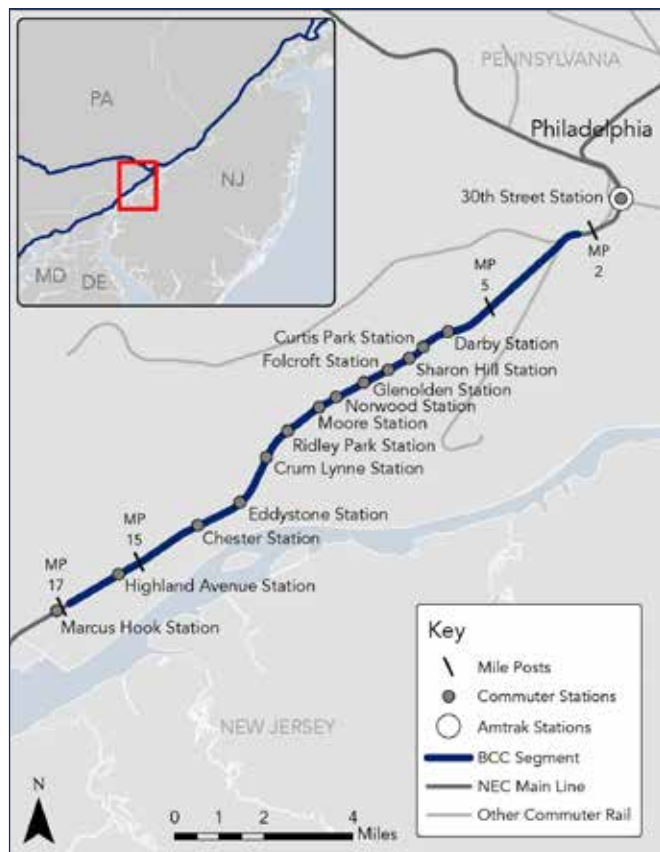 PA
NJ
MD
DE
PENNSYLVANIA
Philadelphia
30th Street Station
MP
2
MP
5
Curtis Park Station
Darby Station
Folcroft Station
Sharon Hill Station
Glenolden Station
Norwood Station
Moore Station
Ridley Park Station
Crum Lynne Station
Eddystone Station
MP
15
Chester Station
MP
17
Highland Avenue Station
Marcus Hook Station
NEW JERSEY
Key
Mile Posts
Commuter Stations
Amtrak Stations
BCC Segment
NEC Main Line
Other Commuter Rail
N
0 1 2 4
Miles